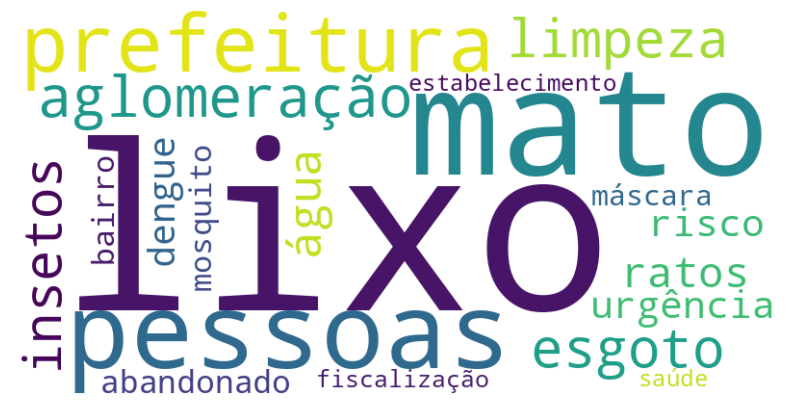 prefeitura
limpeza
aglomeração
estabelecimento
mato
lixo
insetos
bairro
dengue
mosquito
água
máscara
risco
ratos
urgência
pessoas
esgoto
abandonado
fiscalização
saúde